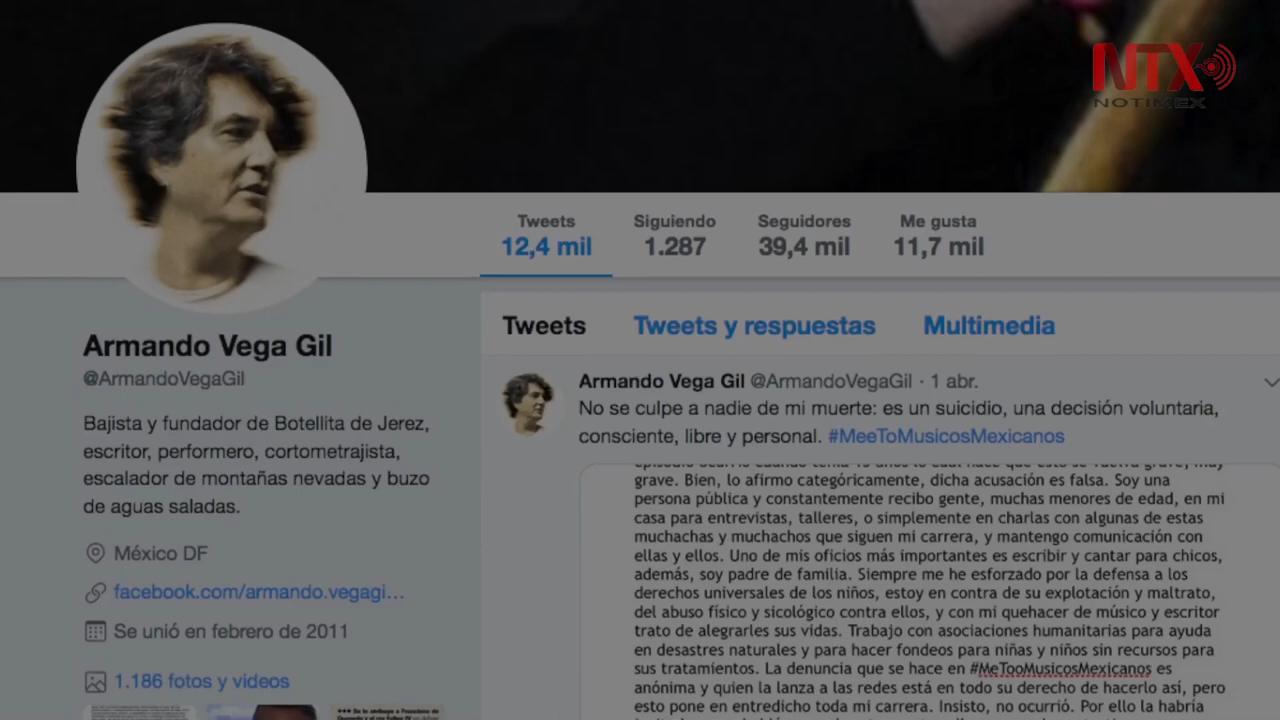 NTX
NOTIMEX
Tweets
12,4 mil
Siguiendo
1.287
Seguidores
39,4 mil
Me gusta
11,7 mil
Armando Vega Gil
@ArmandoVegaGil
Bajista y fundador de Botellita de Jerez,
escritor, performero, cortometrajista,
escalador de montañas nevadas y buzo
de aguas saladas.
México DF
facebook.com/armando.vegagi...
Se unió en febrero de 2011
1.186 fotos y videos
Tweets
Tweets y respuestas
Multimedia
Armando Vega Gil @ArmandoVegaGil · 1 abr.
No se culpe a nadie de mi muerte: es un suicidio, una decisión voluntaria,
consciente, libre y personal. #MeeToMusicosMexicanos
grave. Bien, lo afirmo categóricamente, dicha acusación es falsa. Soy una
persona pública y constantemente recibo gente, muchas menores de edad, en mi
casa para entrevistas, talleres, o simplemente en charlas con algunas de estas
muchachas y muchachos que siguen mi carrera, y mantengo comunicación con
ellas y ellos. Uno de mis oficios más importantes es escribir y cantar para chicos,
además, soy padre de familia. Siempre me he esforzado por la defensa a los
derechos universales de los niños, estoy en contra de su explotación y maltrato,
del abuso físico y sicológico contra ellos, y con mi quehacer de músico y escritor
trato de alegrarles sus vidas. Trabajo con asociaciones humanitarias para ayuda
en desastres naturales y para hacer fondeos para niñas y niños sin recursos para
sus tratamientos. La denuncia que se hace en #MeTooMusicosMexicanos es
anónima y quien la lanza a las redes está en todo su derecho de hacerlo así, pero
esto pone en entredicho toda mi carrera. Insisto, no ocurrió. Por ello la habría